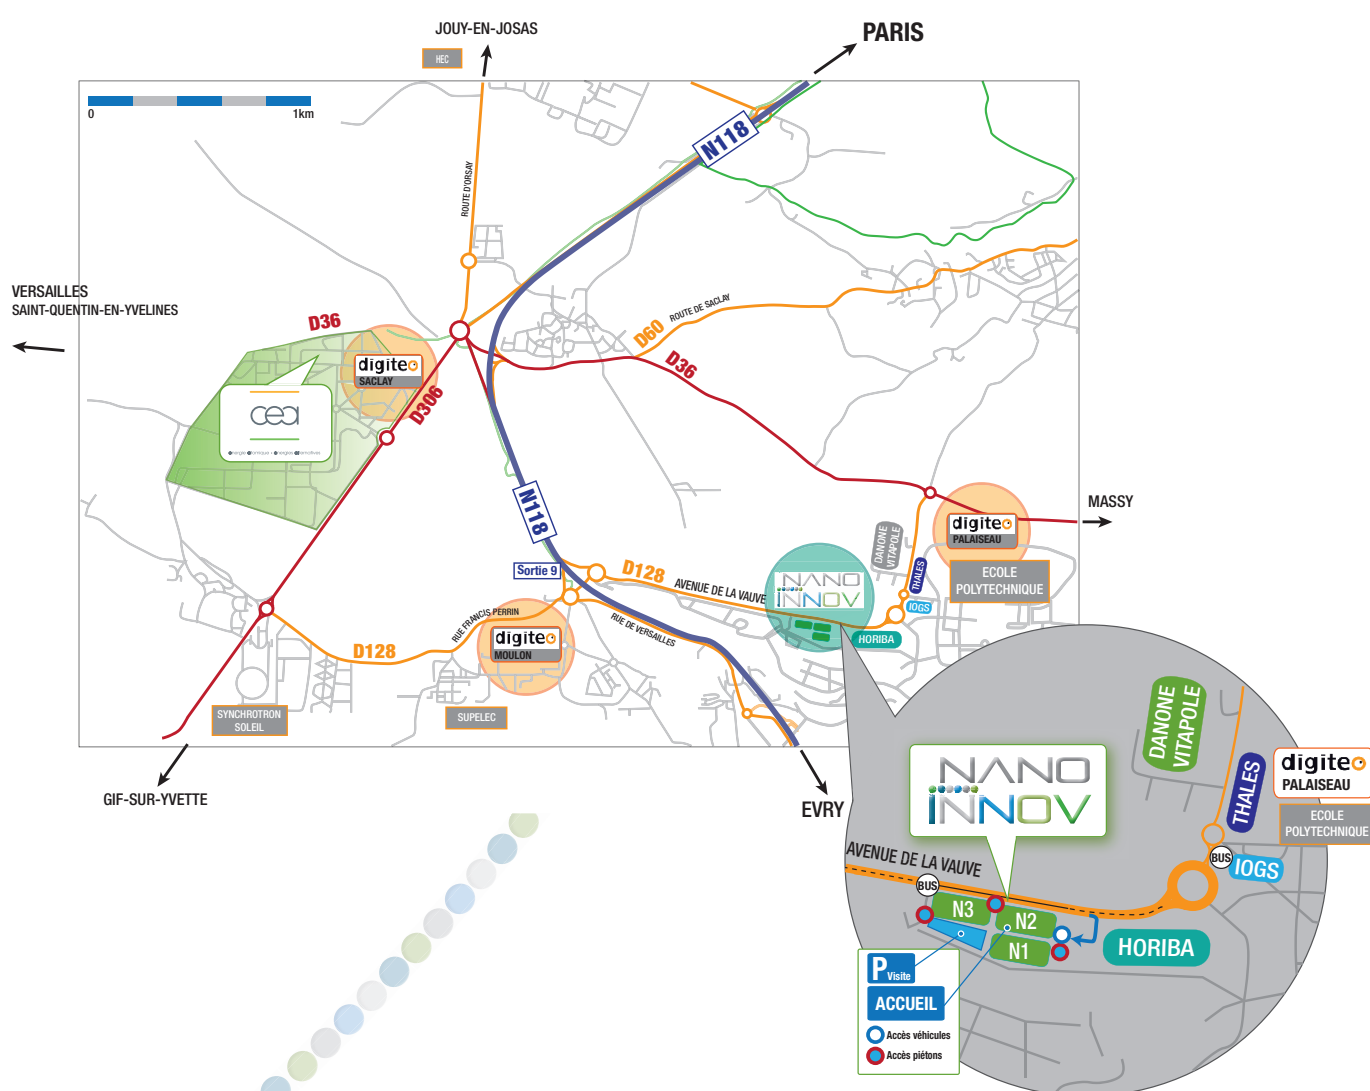 JOUY-EN-JOSAS
PARIS
HEC
0
1km
N118
ROUTE D'ORSAY
VERSAILLES
SAINT-QUENTIN-EN-YVELINES
D36
digiteo
SACLAY
D306
cea
D60
ROUTE DE SACLAY
D36
N118
MASSY
digiteo
PALAISEAU
DANONE
VITAPOLE
THALES
ECOLE
POLYTECHNIQUE
IOGS
Sortie 9
D128
AVENUE DE LA VAUVE
NANO
INNOV
HORIBA
RUE FRANCIS PERRIN
RUE DE VERSAILLES
digiteo
MOULON
D128
SYNCHROTRON
SOLEIL
SUPELEC
GIF-SUR-YVETTE
EVRY
DANONE
VITAPOLE
THALES
digiteo
PALAISEAU
ECOLE
POLYTECHNIQUE
NANO
INNOV
AVENUE DE LA VAUVE
BUS
BUS
IOGS
N3
N2
N1
HORIBA
P Visite
ACCUEIL
Accès véhicules
Accès piétons